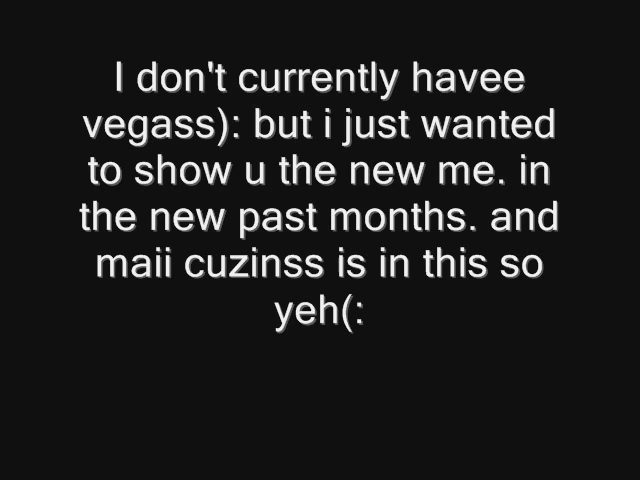 I don't currently havee
vegass): but i just wanted
to show u the new me. in
the new past months. and
maii cuzinss is in this so
yeh(: